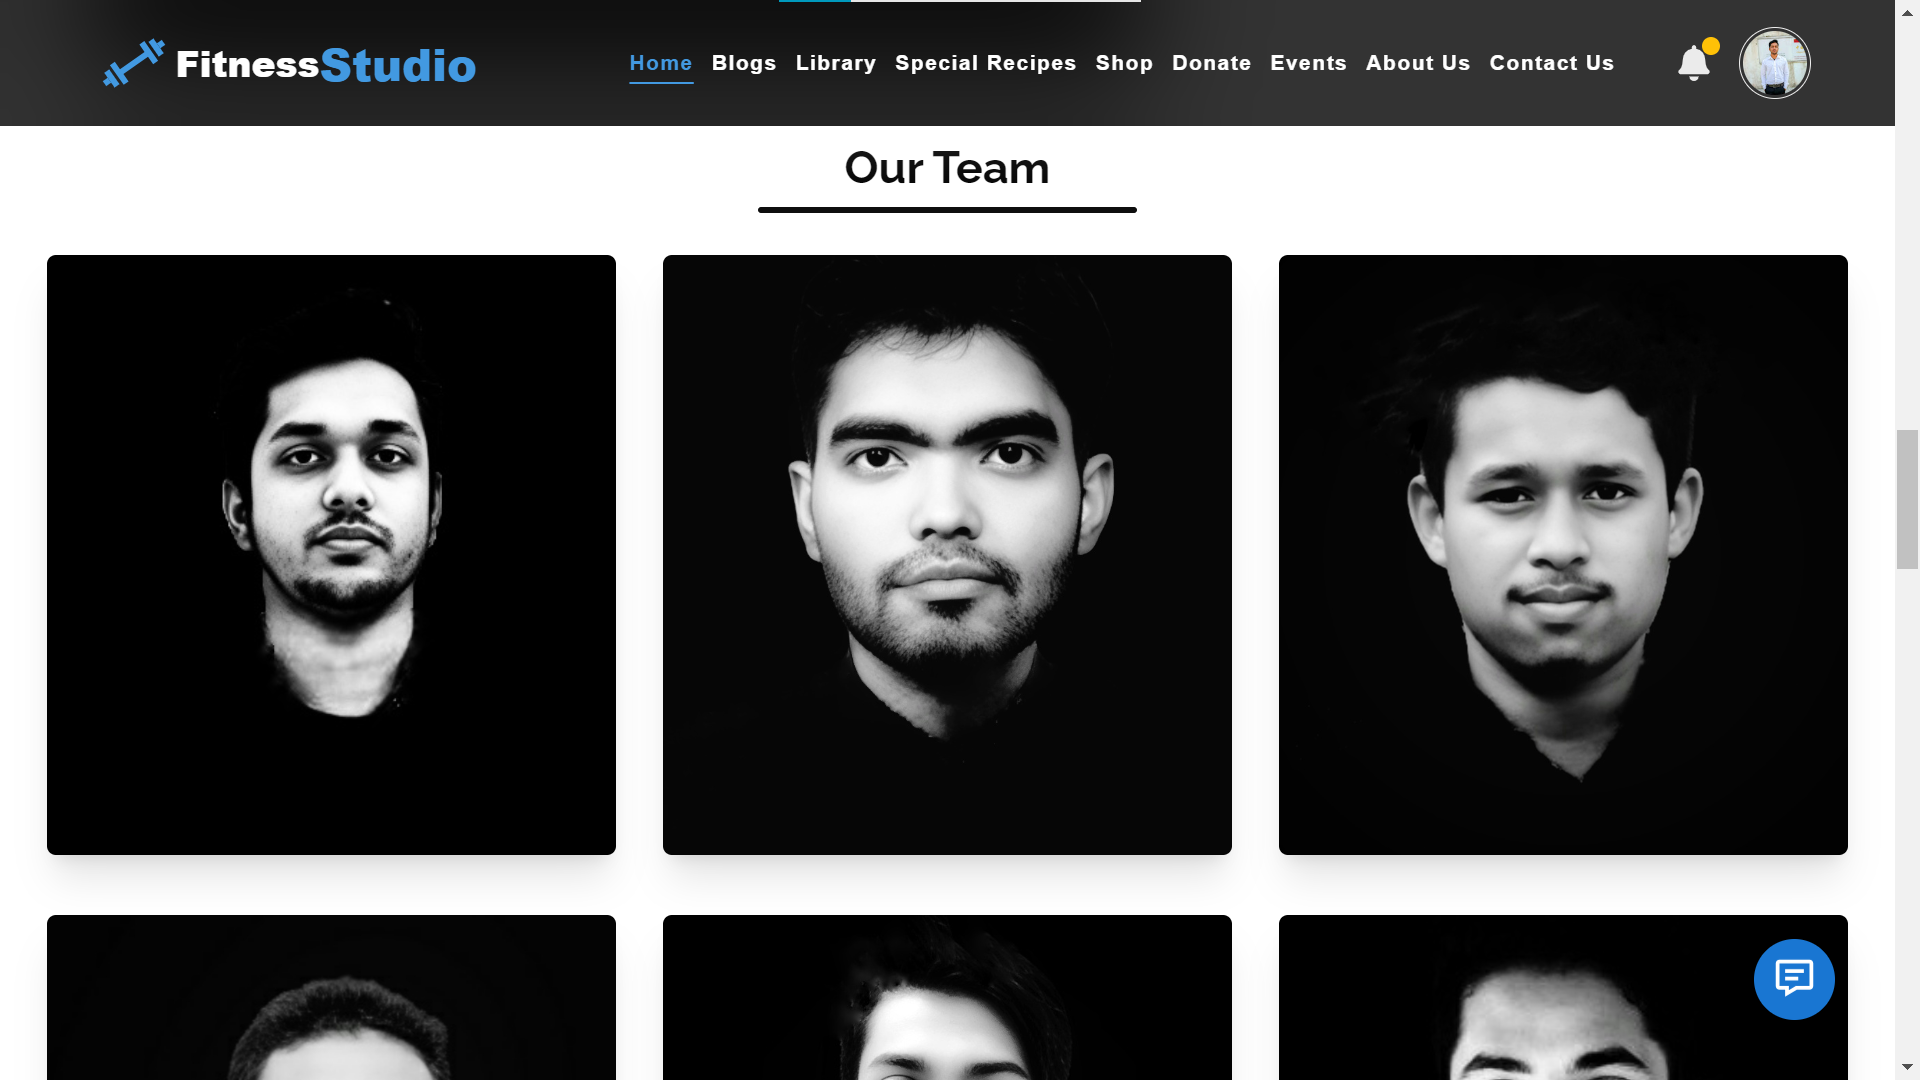 FitnessStudio
Home Blogs Library Special Recipes Shop Donate Events About Us Contact Us
Our Team